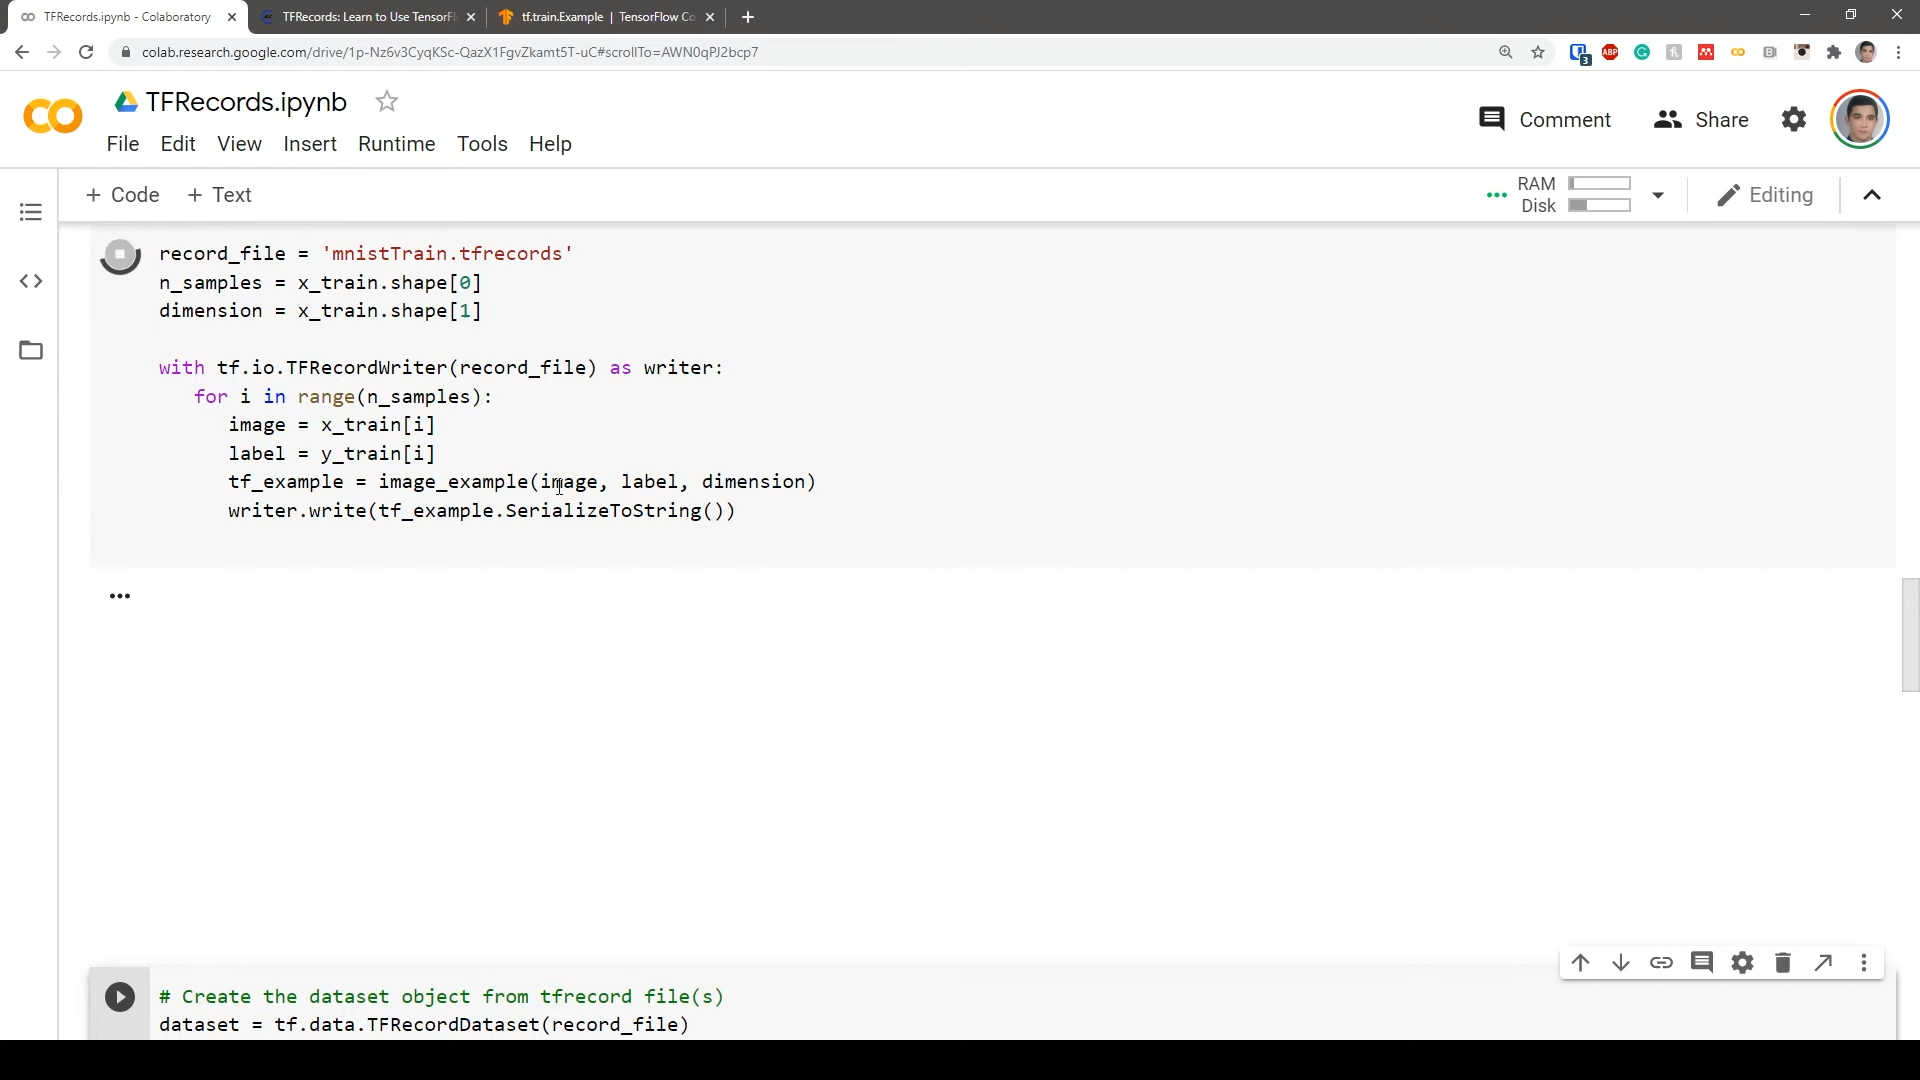 TFRecords.ipynb - Colaboratory
TFRecords: Learn to Use TensorFl
tf.train.Example | TensorFlow Co
colab.research.google.com/drive/1p-Nz6v3CyqKSc-QazX1FgvZkamt5T-uC#scrollTo=AWN0qPJ2bcp7
3
ABP
TFRecords.ipynb
Comment
Share
File Edit View Insert Runtime Tools Help
+ Code
+ Text
RAM
Disk
Editing
record_file = 'mnistTrain.tfrecords'
n_samples = x_train.shape[0]
dimension = x_train.shape[1]
with tf.io.TFRecordWriter(record_file) as writer:
for i in range(n_samples):
image = x_train[i]
label = y_train[i]
tf_example = image_example(image, label, dimension)
writer.write(tf_example.SerializeToString())
# Create the dataset object from tfrecord file(s)
dataset = tf.data.TFRecordDataset(record_file)